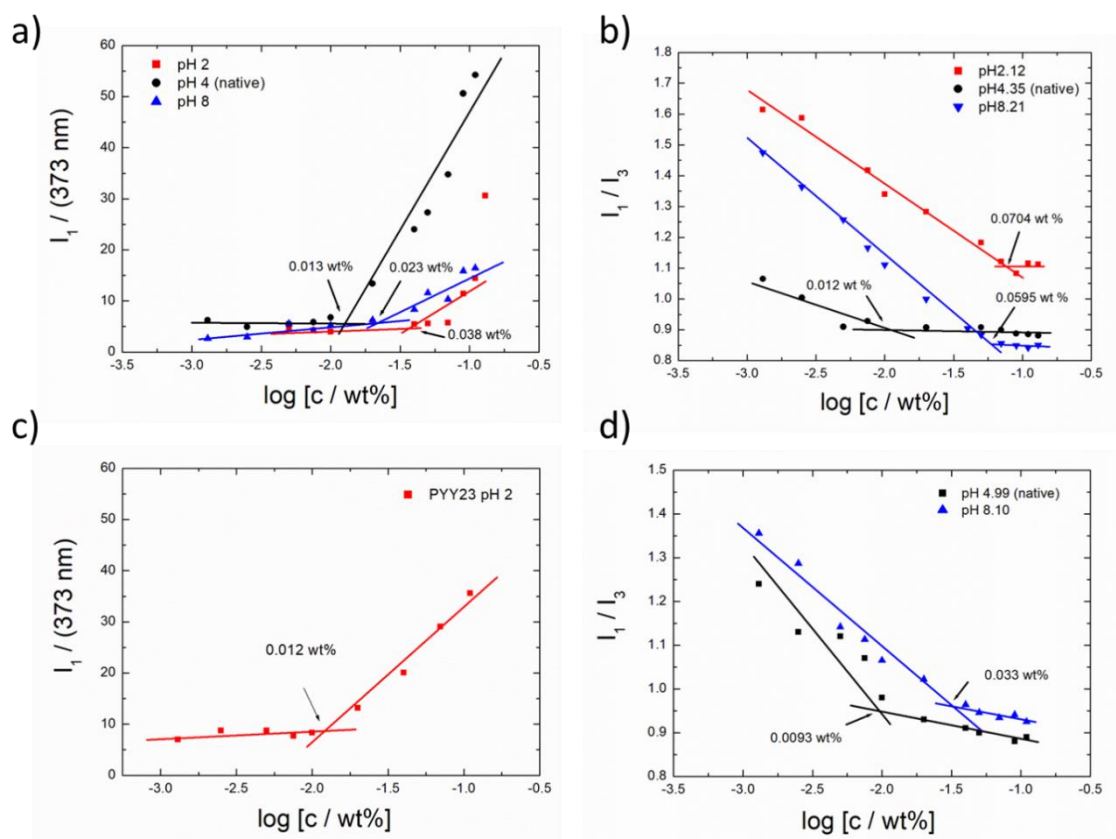 a)
60
50
40
30
20
10
0
I1 / (373 nm)
pH 2
pH 4 (native)
pH 8
0.013 wt%
0.023 wt%
0.038 wt%
-3.5 -3.0 -2.5 -2.0 -1.5 -1.0 -0.5
log [c / wt%]
b)
1.8
1.7
1.6
1.5
1.4
1.3
1.2
1.1
1.0
0.9
0.8
I1 / I3
pH2.12
pH4.35 (native)
pH8.21
0.0704 wt %
0.012 wt %
0.0595 wt %
-3.5 -3.0 -2.5 -2.0 -1.5 -1.0 -0.5
log [c / wt%]
c)
60
50
40
30
20
10
0
I1 / (373 nm)
PYY23 pH 2
0.012 wt%
-3.0 -2.5 -2.0 -1.5 -1.0 -0.5
log [c / wt%]
d)
1.5
1.4
1.3
1.2
1.1
1.0
0.9
0.8
I1 / I3
pH 4.99 (native)
pH 8.10
0.033 wt%
0.0093 wt%
-3.5 -3.0 -2.5 -2.0 -1.5 -1.0 -0.5
log [c / wt%]